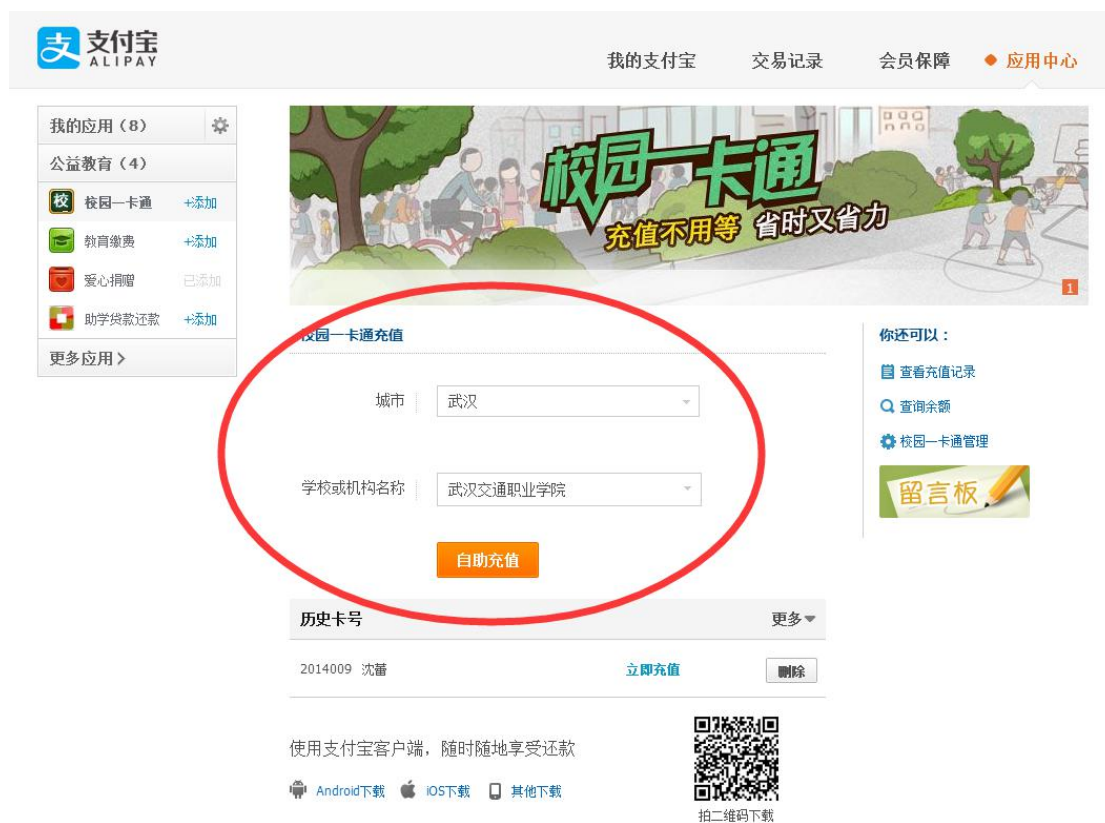 支付宝
ALIPAY
我的支付宝
交易记录
会员保障
应用中心
我的应用（8）
公益教育（4）
校 校园一卡通 +添加
教育缴费 +添加
爱心捐赠 已添加
助学贷款还款 +添加
更多应用>
校园一卡通
充值不用等 省时又省力
1
校园一卡通充值
城市 武汉
学校或机构名称 武汉交通职业学院
自助充值
你还可以：
查看充值记录
查询余额
校园一卡通管理
留言板
历史卡号 更多
2014009 沈蕾 立即充值 删除
使用支付宝客户端，随时随地享受还款
Android下载 iOS下载 其他下载
拍二维码下载